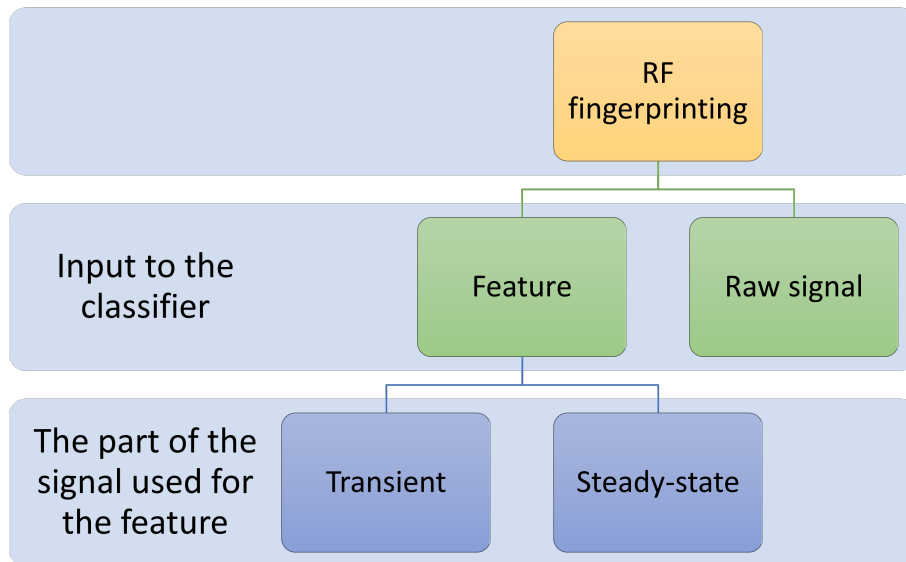 RF
fingerprinting
Input to the
classifier
Feature
Raw signal
The part of the
signal used for
the feature
Transient
Steady-state